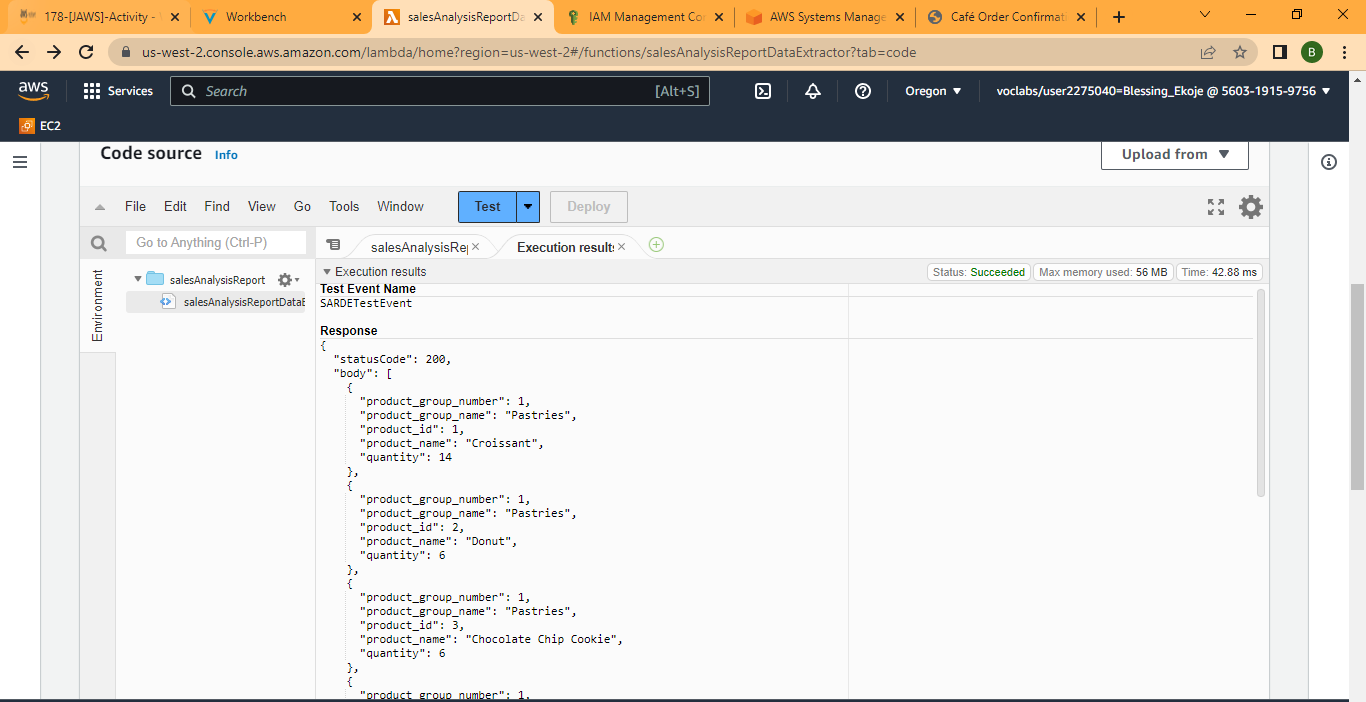 178-[JAWS]-Activity -
Workbench
salesAnalysisReportDa
IAM Management Co
AWS Systems Manage
Café Order Confirmat
us-west-2.console.aws.amazon.com/lambda/home?region=us-west-2#/functions/salesAnalysisReportDataExtractor?tab=code
B
aws
Services
Search
[Alt+S]
Oregon
voclabs/user2275040=Blessing_Ekoje @ 5603-1915-9756
EC2
Code source Info
Upload from
File Edit Find View Go Tools Window
Test
Deploy
Go to Anything (Ctrl-P)
salesAnalysisRep
Execution results
Environment
salesAnalysisReport
salesAnalysisReportDataE
Execution results
Status: Succeeded
Max memory used: 56 MB
Time: 42.88 ms
Test Event Name
SARDETestEvent
Response
{
"statusCode": 200,
"body": [
{
"product_group_number": 1,
"product_group_name": "Pastries",
"product_id": 1,
"product_name": "Croissant",
"quantity": 14
},
{
"product_group_number": 1,
"product_group_name": "Pastries",
"product_id": 2,
"product_name": "Donut",
"quantity": 6
},
{
"product_group_number": 1,
"product_group_name": "Pastries",
"product_id": 3,
"product_name": "Chocolate Chip Cookie",
"quantity": 6
},
{
"product_group_number": 1,